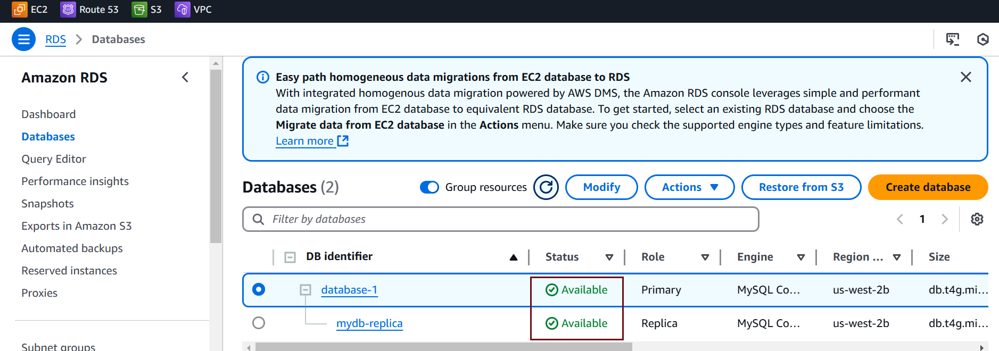 EC2 Route 53 S3 VPC
RDS Databases
Amazon RDS
Dashboard
Databases
Query Editor
Performance insights
Snapshots
Exports in Amazon S3
Automated backups
Reserved instances
Proxies
Subnet groups
Easy path homogeneous data migrations from EC2 database to RDS
With integrated homogenous data migration powered by AWS DMS, the Amazon RDS console leverages simple and performant
data migration from EC2 database to equivalent RDS database. To get started, select an existing RDS database and choose the
Migrate data from EC2 database in the Actions menu. Make sure you check the supported engine types and feature limitations.
Learn more
Databases (2) Group resources Modify Actions Restore from S3 Create database
Filter by databases 1
DB identifier Status Role Engine Region ... Size
database-1 Available Primary MySQL Co... us-west-2b db.t4g.mi...
mydb-replica Available Replica MySQL Co... us-west-2b db.t4g.mi...